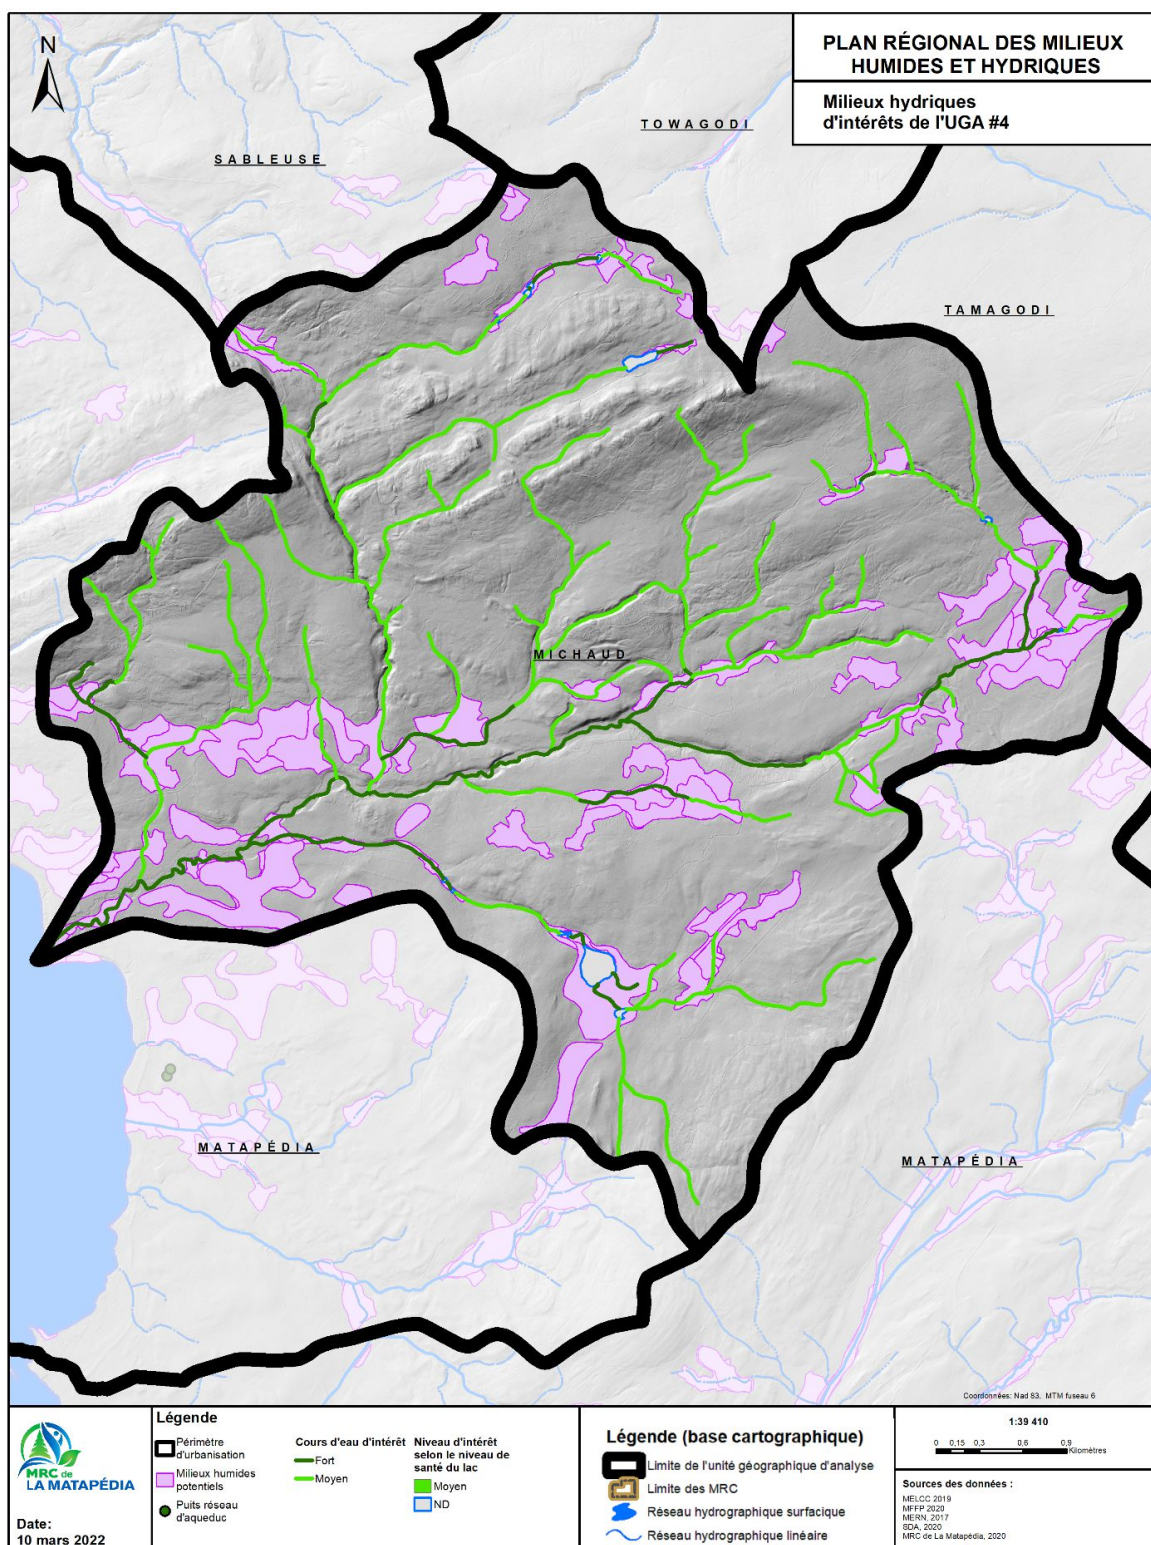 PLAN RÉGIONAL DES MILIEUX
HUMIDES ET HYDRIQUES
Milieux hydriques
d'intérêts de l'UGA #4
N
TOWAGODI
SABLEUSE
TAMAGODI
MICHAUD
MATAPÉDIA
MATAPÉDIA
Coordonnées: Nad 83, MTM fuseau 6
MRC de
LA MATAPÉDIA
Date:
10 mars 2022
Légende
Périmètre
d'urbanisation
Milieux humides
potentiels
Puits réseau
d'aqueduc
Cours d'eau d'intérêt
Fort
Moyen
Niveau d'intérêt
selon le niveau de
santé du lac
Moyen
ND
Légende (base cartographique)
Limite de l'unité géographique d'analyse
Limite des MRC
Réseau hydrographique surfacique
Réseau hydrographique linéaire
1:39 410
0 0,15 0,3 0,6 0,9
Kilomètres
Sources des données :
MELCC 2019
MFFP 2020
MERN, 2017
SDA, 2020
MRC de La Matapédia, 2020